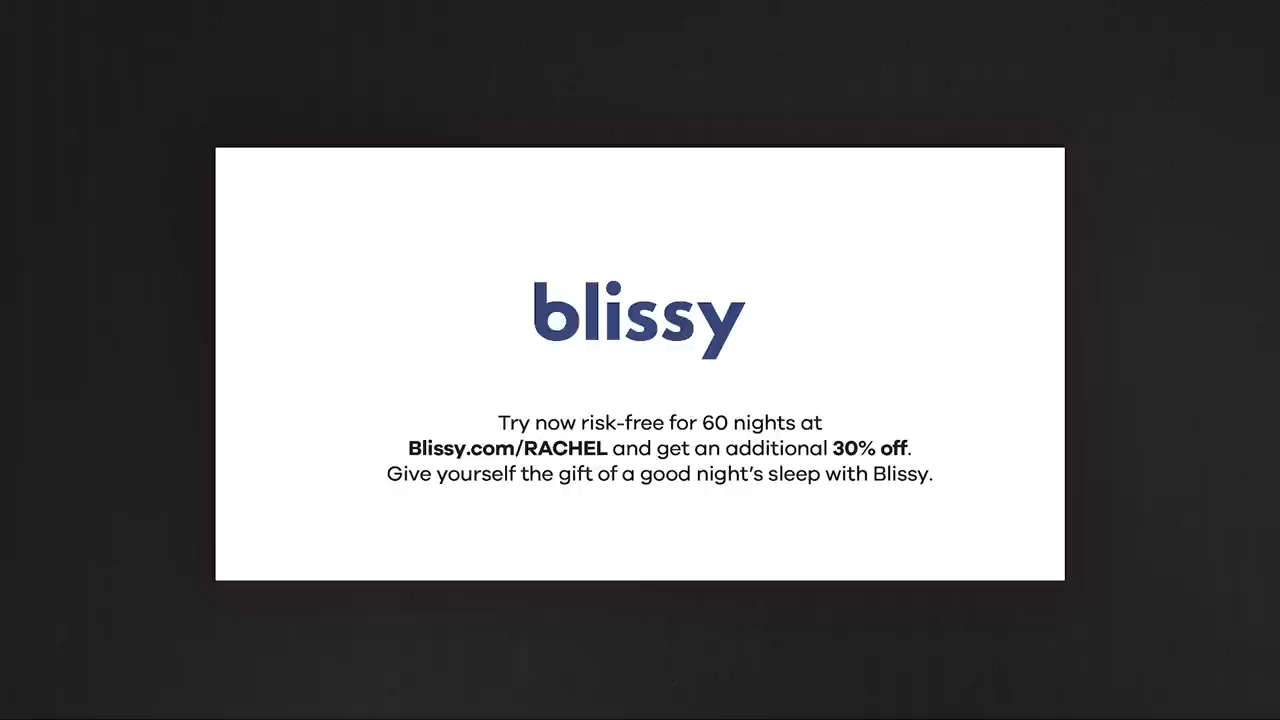 blissy
Try now risk-free for 60 nights at
Blissy.com/RACHEL and get an additional 30% off.
Give yourself the gift of a good night's sleep with Blissy.